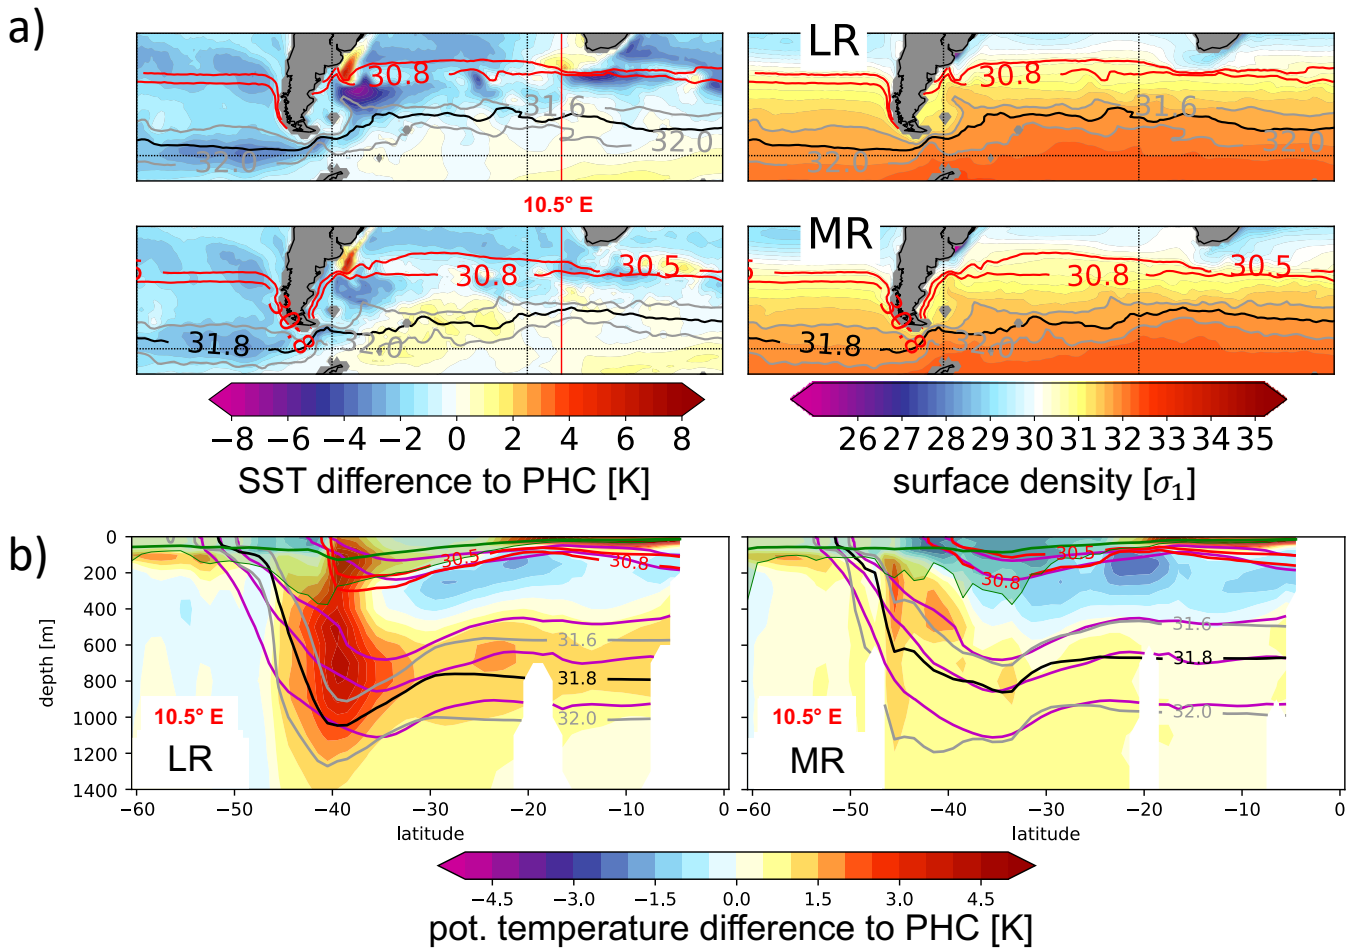 a)
LR
30.8
31.6
2
32.0
32.0
30.8
31.6
2
32.0
32.0
10.5° E
MR
5
30.8
30.5
31.8
.8
32.0
5
30.8
30.5
31.8
.8
32.0
−8 −6 −4 −2 0 2 4 6 8
SST difference to PHC [K]
26 27 28 29 30 31 32 33 34 35
surface density [σ₁]
b)
0
200
400
600
800
1000
1200
1400
depth [m]
30.5
30.8
31.6
31.8
32.0
10.5° E
LR
−60 −50 −40 −30 −20 −10 0
latitude
30.5
30.8
31.6
31.8
32.0
10.5° E
MR
−60 −50 −40 −30 −20 −10 0
latitude
−4.5 −3.0 −1.5 0.0 1.5 3.0 4.5
pot. temperature difference to PHC [K]